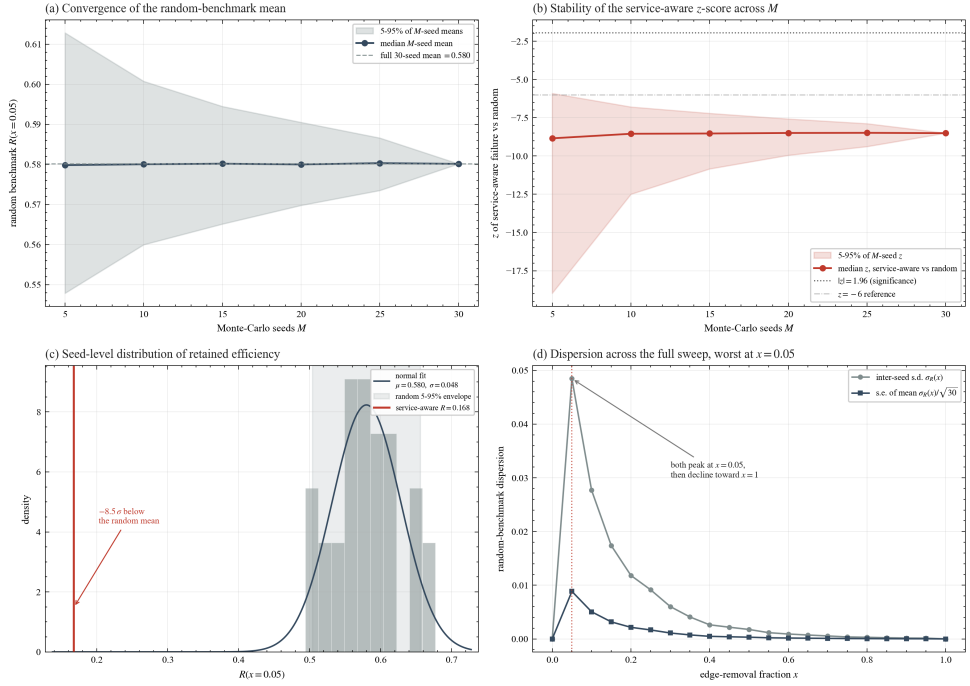 (a) Convergence of the random-benchmark mean
0.61
0.60
0.59
0.58
0.57
0.56
0.55
random benchmark R(x = 0.05)
5-95% of M-seed means
median M-seed mean
full 30-seed mean = 0.580
5
10
15
20
25
30
Monte-Carlo seeds M
(b) Stability of the service-aware z-score across M
−2.5
−5.0
−7.5
−10.0
−12.5
−15.0
−17.5
z of service-aware failure vs random
5-95% of M-seed z
median z, service-aware vs random
|z| = 1.96 (significance)
z = −6 reference
5
10
15
20
25
30
Monte-Carlo seeds M
(c) Seed-level distribution of retained efficiency
8
6
4
2
0
density
normal fit
μ = 0.580, σ = 0.048
random 5-95% envelope
service-aware R = 0.168
−8.5σ below
the random mean
0.2
0.3
0.4
0.5
0.6
0.7
R(x = 0.05)
(d) Dispersion across the full sweep, worst at x = 0.05
0.05
0.04
0.03
0.02
0.01
0.00
random-benchmark dispersion
inter-seed s.d. σR(x)
s.e. of mean σR(x)/√30
both peak at x = 0.05,
then decline toward x = 1
0.0
0.2
0.4
0.6
0.8
1.0
edge-removal fraction x